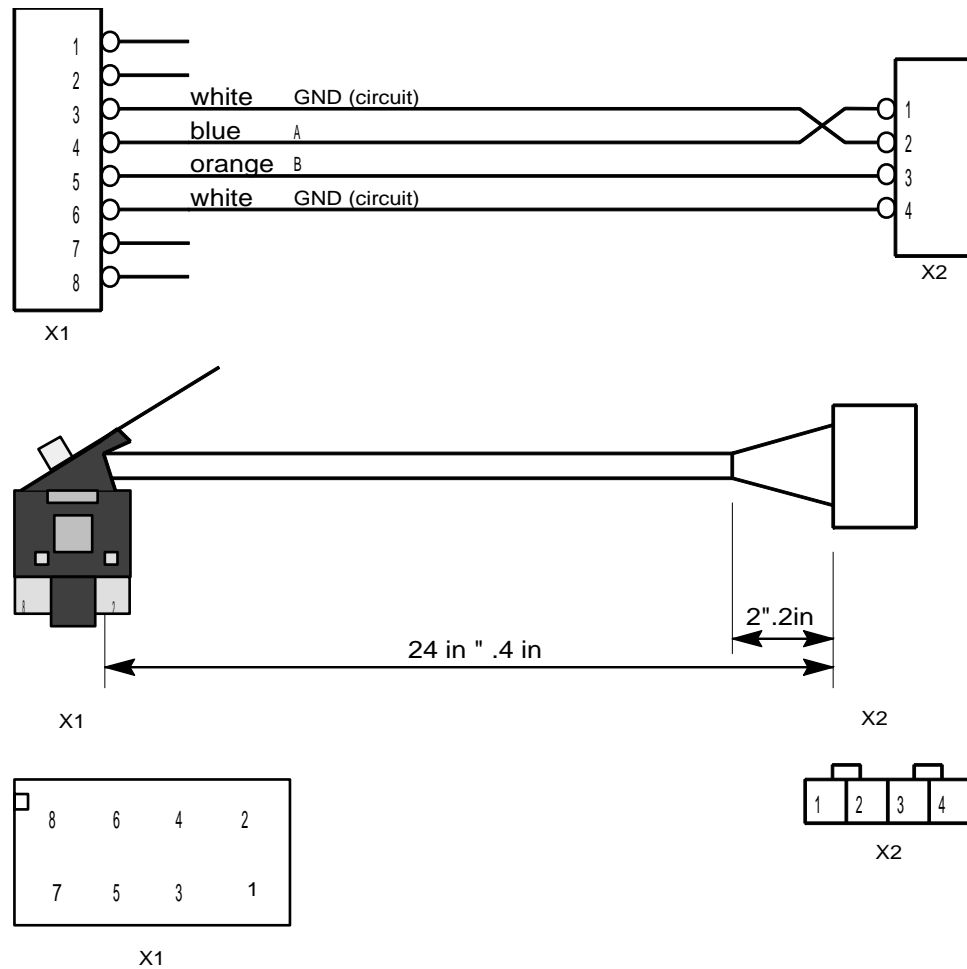 1
2
3 white GND (circuit) 1
4 blue A 2
5 orange B 3
6 white GND (circuit) 4
7
8
X2
X1
8 2
2".2in
24 in " .4 in
X1 X2
8 6 4 2
1 2 3 4
X2
7 5 3 1
X1